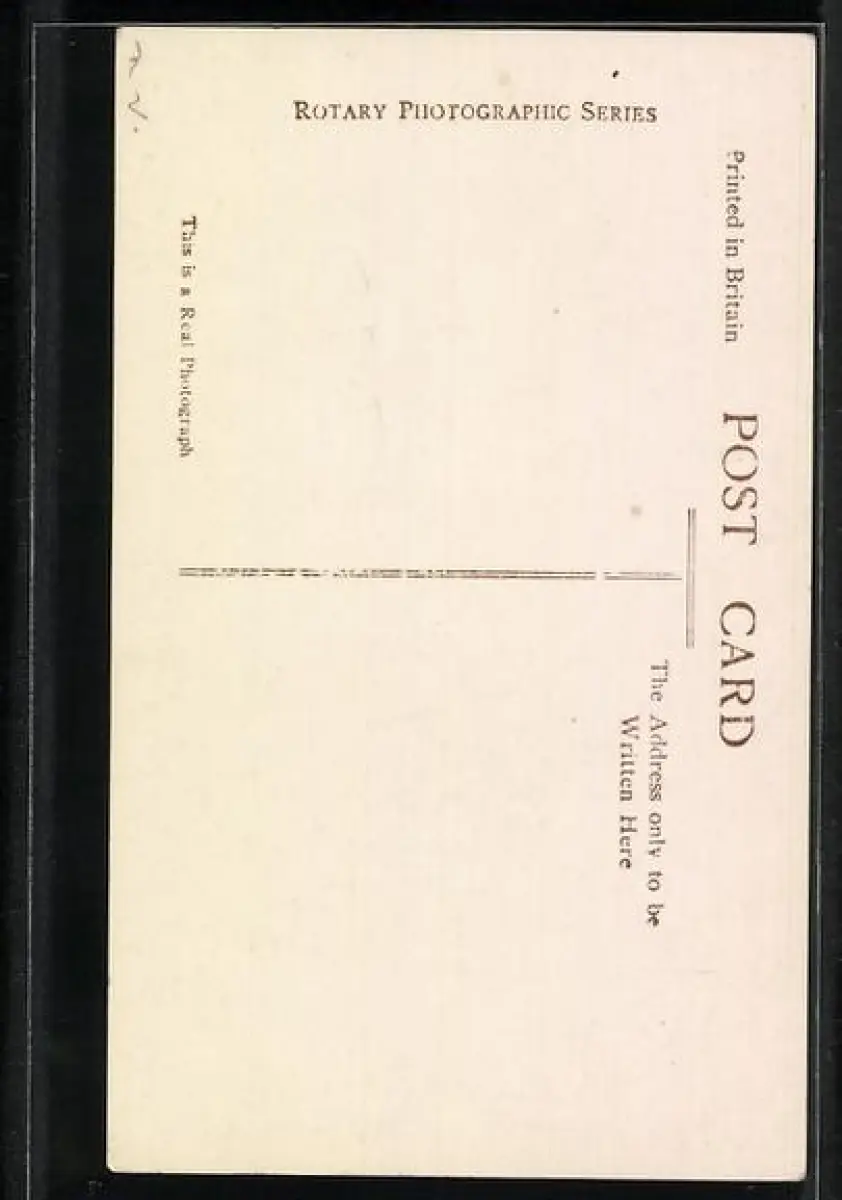 ROTARY PHOTOGRAPHIC SERIES
Printed in Britain
POST CARD
The Address only to be
Written Here
This is a Real Photograph